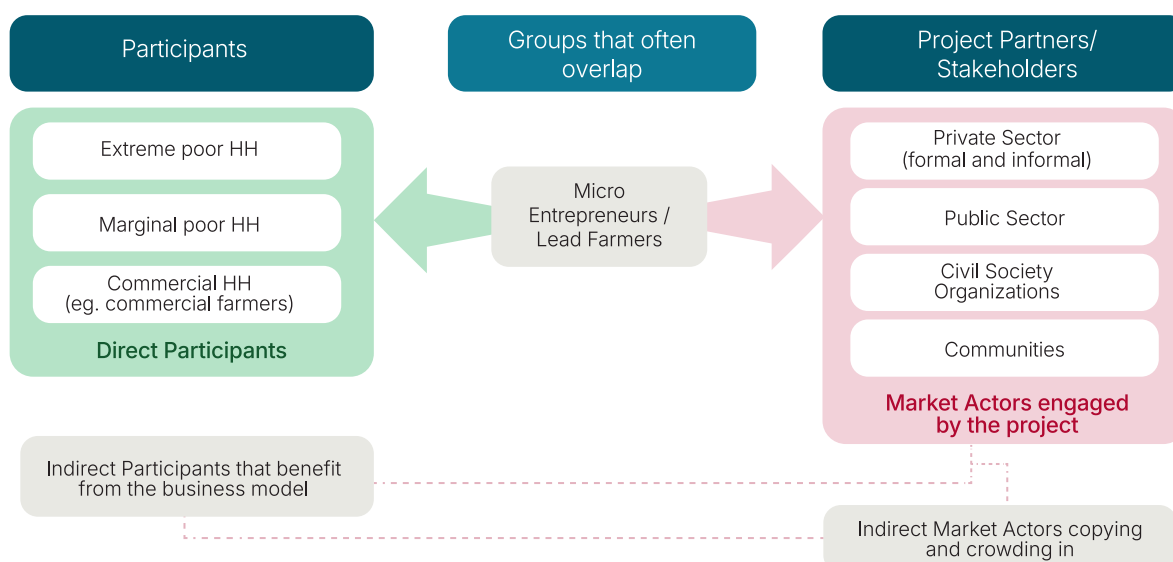 Participants
Groups that often
overlap
Project Partners/
Stakeholders
Extreme poor HH
Marginal poor HH
Commercial HH
(eg. commercial farmers)
Direct Participants
Micro
Entrepreneurs /
Lead Farmers
Private Sector
(formal and informal)
Public Sector
Civil Society
Organizations
Communities
Market Actors engaged
by the project
Indirect Participants that benefit
from the business model
Indirect Market Actors copying
and crowding in